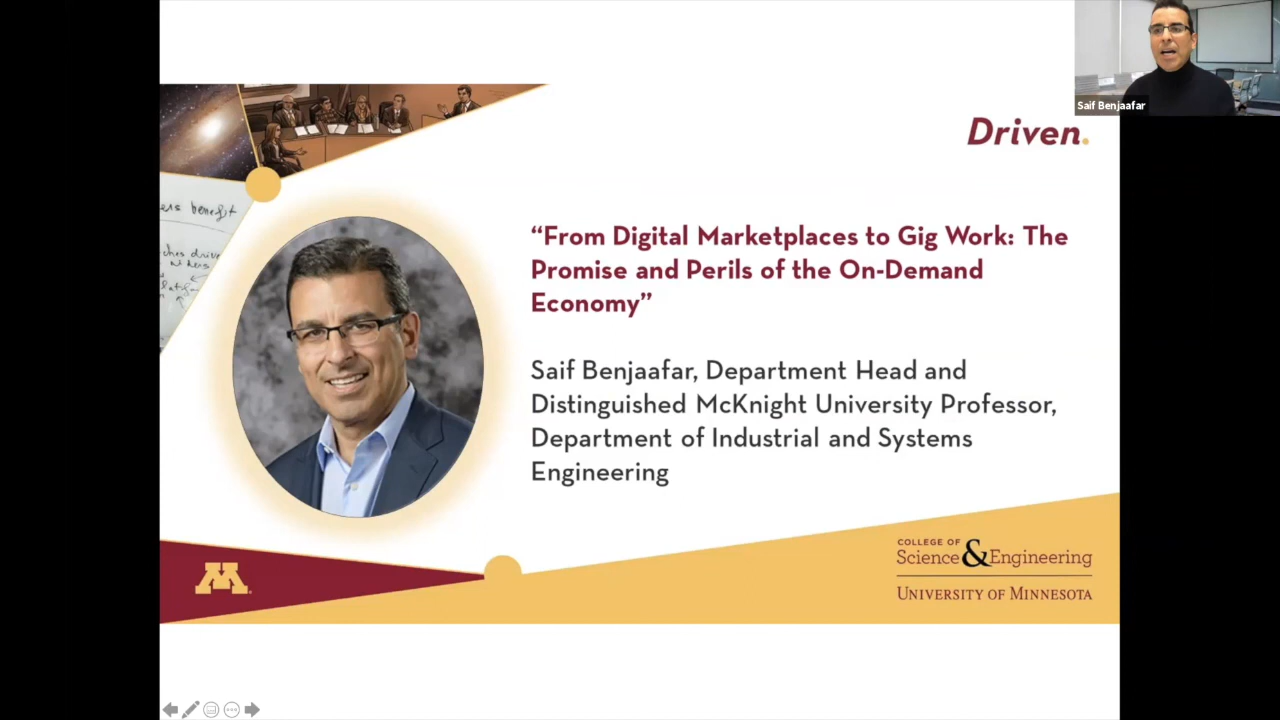 Saif Benjaafar
Driven.
ers benefit
“From Digital Marketplaces to Gig Work: The
Promise and Perils of the On-Demand
Economy”
Saif Benjaafar, Department Head and
Distinguished McKnight University Professor,
Department of Industrial and Systems
Engineering
M
COLLEGE OF
Science & Engineering
UNIVERSITY OF MINNESOTA